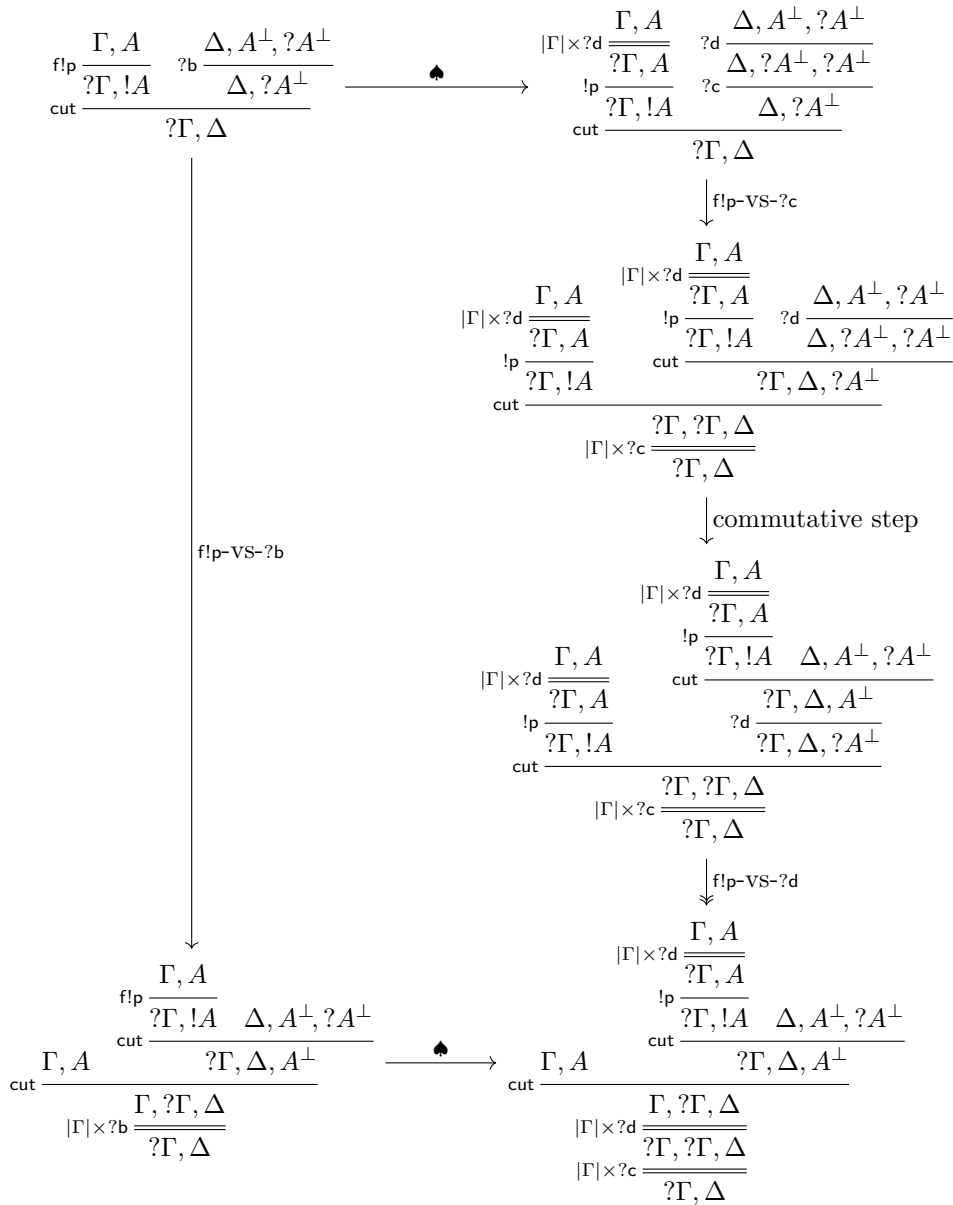 Γ, A Δ, A⊥, ?A⊥
f!p ?b
?Γ, !A Δ, ?A⊥
cut
?Γ, Δ
♠
Γ, A Δ, A⊥, ?A⊥
|Γ|×?d ?d
?Γ, A Δ, ?A⊥, ?A⊥
!p ?c
?Γ, !A Δ, ?A⊥
cut
?Γ, Δ
f!p-VS-?c
Γ, A
|Γ|×?d
Γ, A ?Γ, A Δ, A⊥, ?A⊥
|Γ|×?d !p ?d
?Γ, A ?Γ, !A Δ, ?A⊥, ?A⊥
!p cut
?Γ, !A ?Γ, Δ, ?A⊥
cut
?Γ, ?Γ, Δ
|Γ|×?c
?Γ, Δ
commutative step
f!p-VS-?b
Γ, A
|Γ|×?d
?Γ, A
!p
Γ, A ?Γ, !A Δ, A⊥, ?A⊥
|Γ|×?d cut
?Γ, A ?Γ, Δ, A⊥
!p ?d
?Γ, !A ?Γ, Δ, ?A⊥
cut
?Γ, ?Γ, Δ
|Γ|×?c
?Γ, Δ
f!p-VS-?d
Γ, A
f!p
?Γ, !A Δ, A⊥, ?A⊥
cut
Γ, A ?Γ, Δ, A⊥
cut
Γ, ?Γ, Δ
|Γ|×?b
?Γ, Δ
♠
Γ, A
|Γ|×?d
?Γ, A
!p
?Γ, !A Δ, A⊥, ?A⊥
cut
Γ, A ?Γ, Δ, A⊥
cut
Γ, ?Γ, Δ
|Γ|×?d
?Γ, ?Γ, Δ
|Γ|×?c
?Γ, Δ